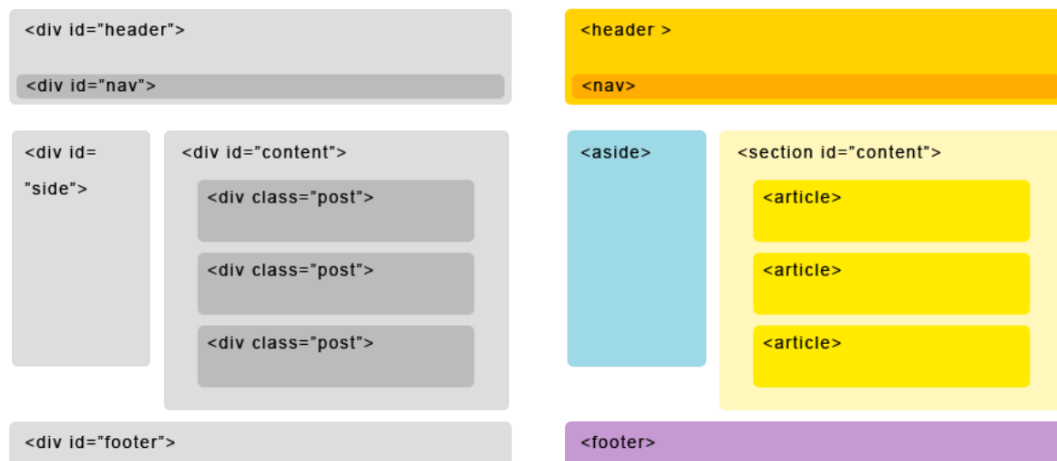 <div id="header">
<div id="nav">
<div id=
"side">
<div id="content">
<div class="post">
<div class="post">
<div class="post">
<div id="footer">
<header >
<nav>
<aside>
<section id="content">
<article>
<article>
<article>
<footer>